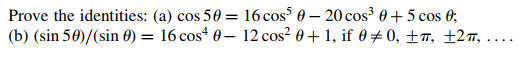 Prove the identities: (a) cos 5θ = 16 cos⁵ θ – 20 cos³ θ + 5 cos θ;
(b) (sin 5θ)/(sin θ) = 16 cos⁴ θ – 12 cos² θ + 1, if θ ≠ 0, ±π, ±2π, ....